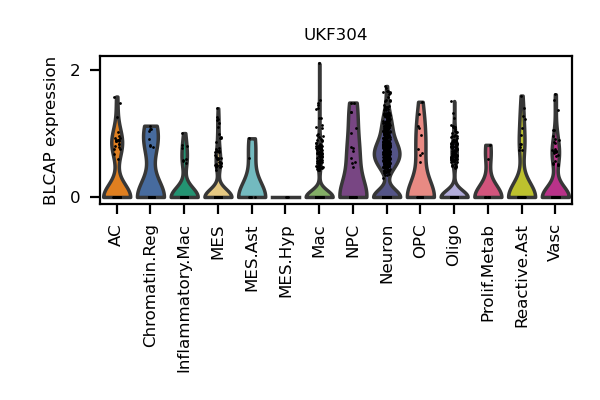 UKF304
BLCAP expression
2
0
AC
Chromatin.Reg
Inflammatory.Mac
MES
MES.Ast
MES.Hyp
Mac
NPC
Neuron
OPC
Oligo
Prolif.Metab
Reactive.Ast
Vasc